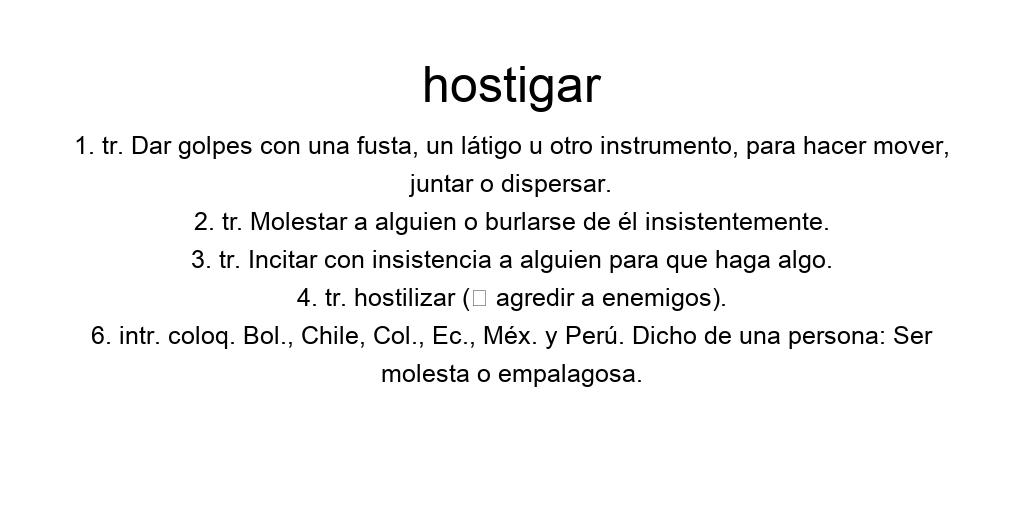 hostigar
1. tr. Dar golpes con una fusta, un látigo u otro instrumento, para hacer mover,
juntar o dispersar.
2. tr. Molestar a alguien o burlarse de él insistentemente.
3. tr. Incitar con insistencia a alguien para que haga algo.
4. tr. hostilizar (▯ agredir a enemigos).
6. intr. coloq. Bol., Chile, Col., Ec., Méx. y Perú. Dicho de una persona: Ser
molesta o empalagosa.